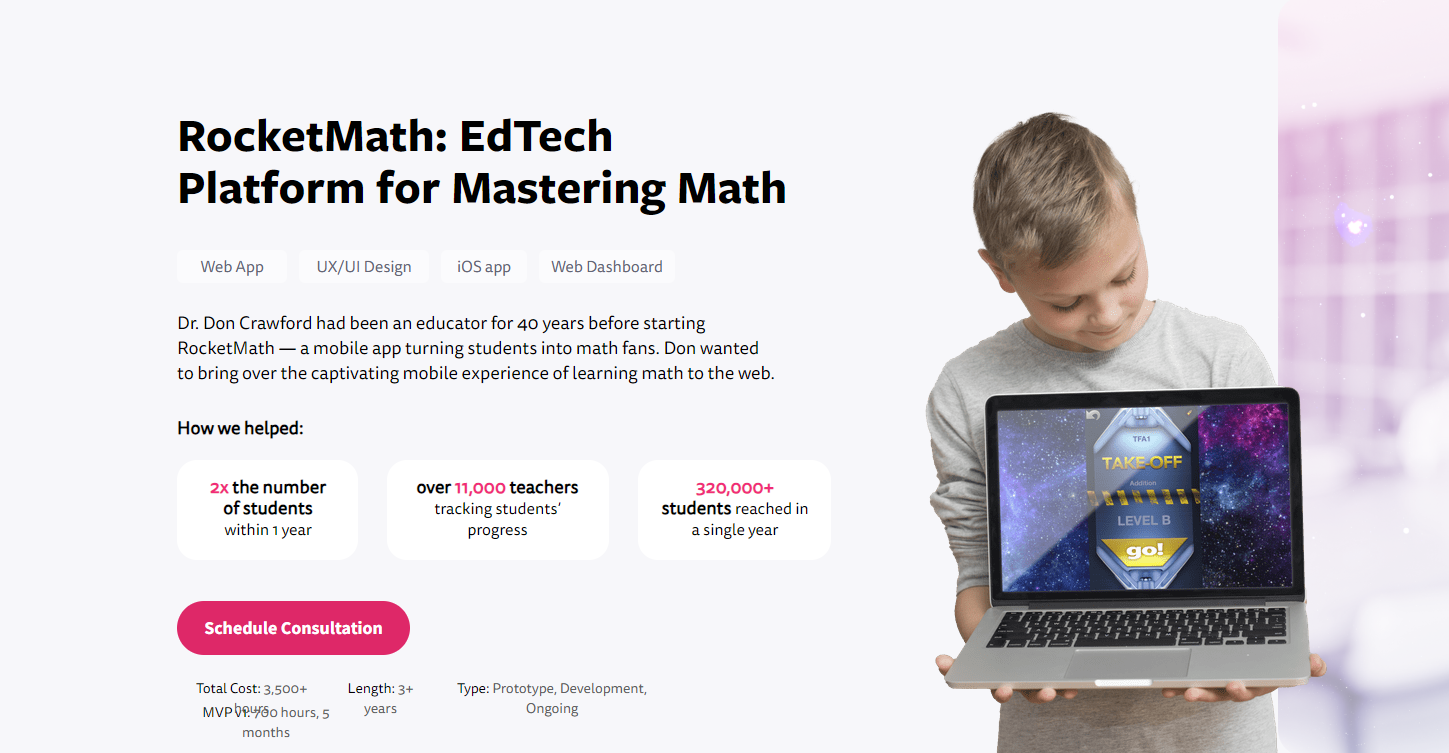 RocketMath: EdTech
Platform for Mastering Math
Web App
UX/UI Design
iOS app
Web Dashboard
Dr. Don Crawford had been an educator for 40 years before starting
RocketMath — a mobile app turning students into math fans. Don wanted
to bring over the captivating mobile experience of learning math to the web.
How we helped:
2x the number
of students
within 1 year
over 11,000 teachers
tracking students’
progress
320,000+
students reached in
a single year
TFA1
TAKE-OFF
Addition
LEVEL B
go!
Schedule Consultation
Total Cost: 3,500+
hours
Length: 3+
years
Type: Prototype, Development,
Ongoing
MVP v1: 700 hours, 5
months